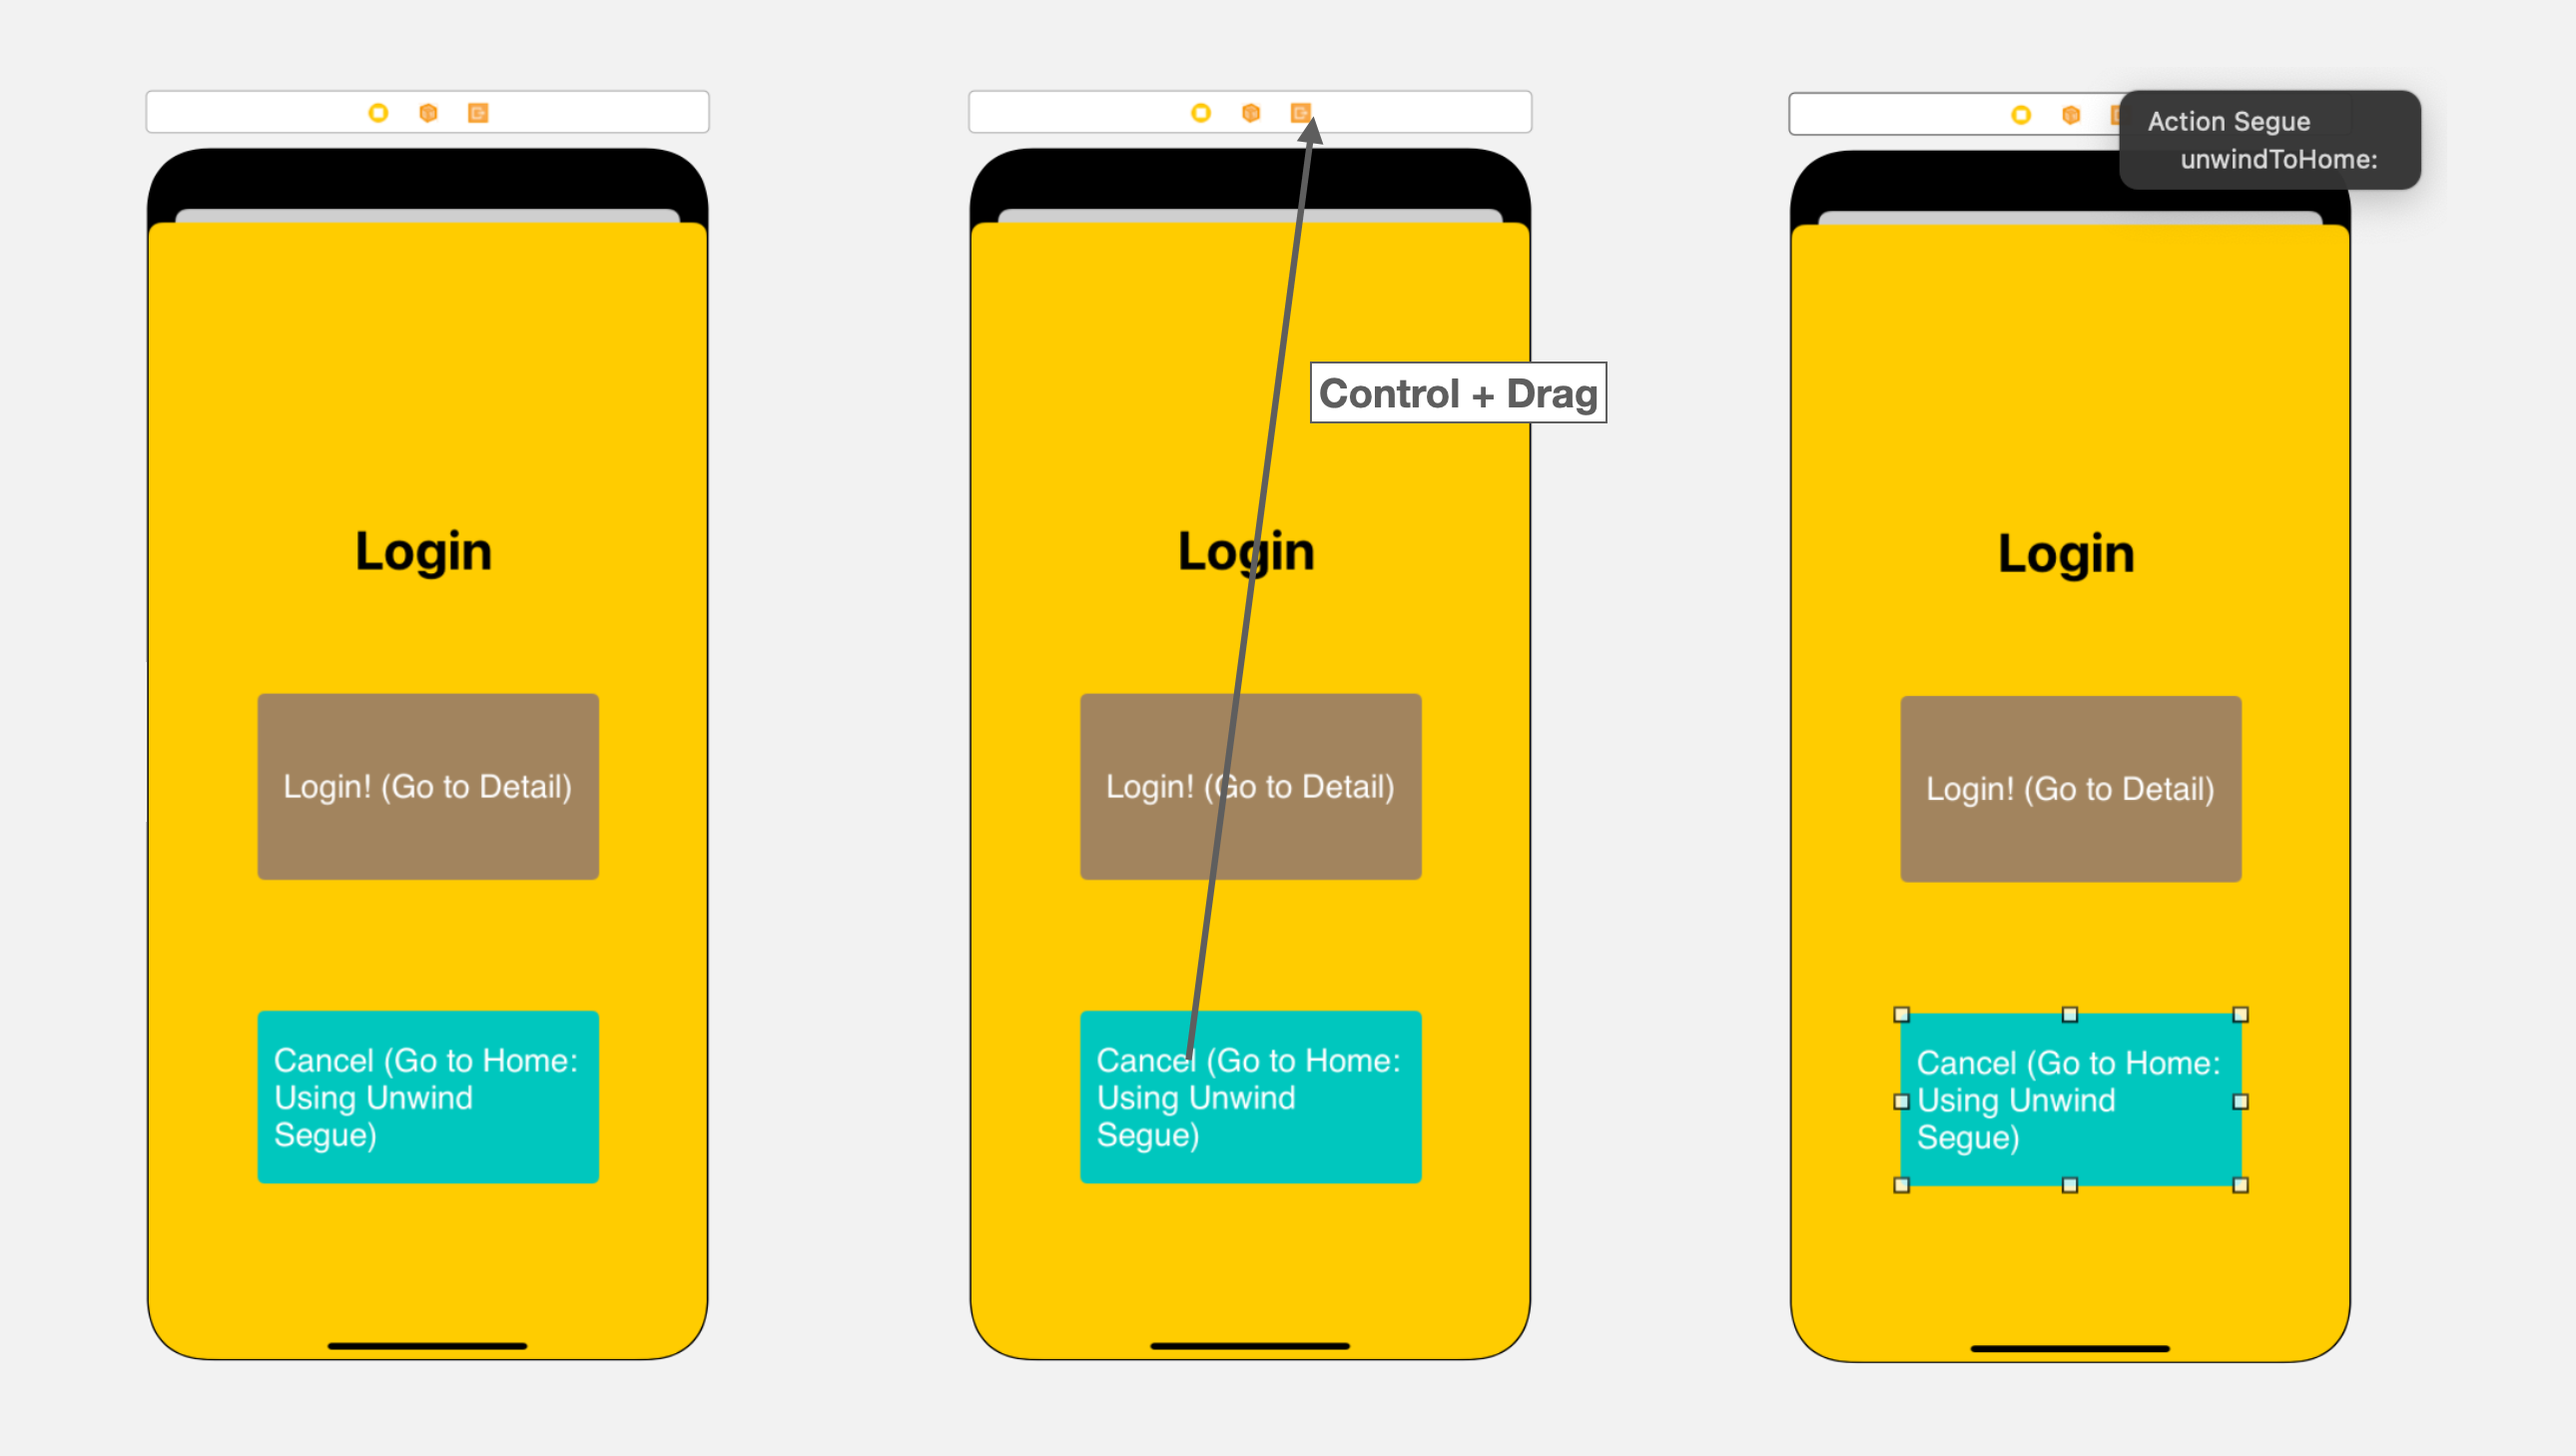 Login
Login! (Go to Detail)
Cancel (Go to Home:
Using Unwind
Segue)
Control + Drag
Login
Login! (Go to Detail)
Cancel (Go to Home:
Using Unwind
Segue)
Action Segue
unwindToHome:
Login
Login! (Go to Detail)
Cancel (Go to Home:
Using Unwind
Segue)